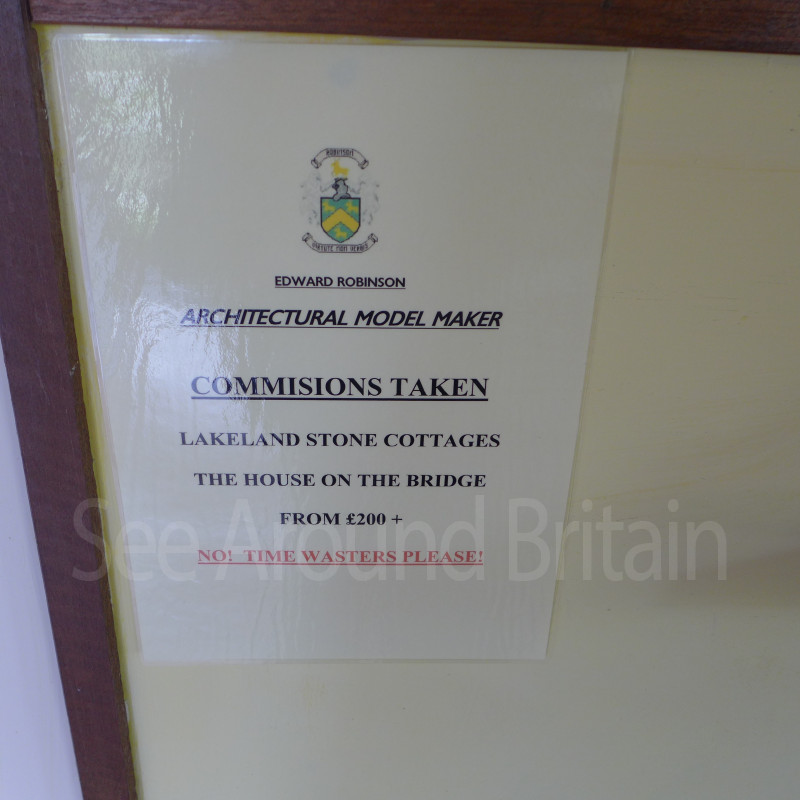 ROBINSON
EDWARD ROBINSON
ARCHITECTURAL MODEL MAKER
COMMISIONS TAKEN
LAKELAND STONE COTTAGES
THE HOUSE ON THE BRIDGE
FROM £200 +
NO! TIME WASTERS PLEASE!
See Around Britain